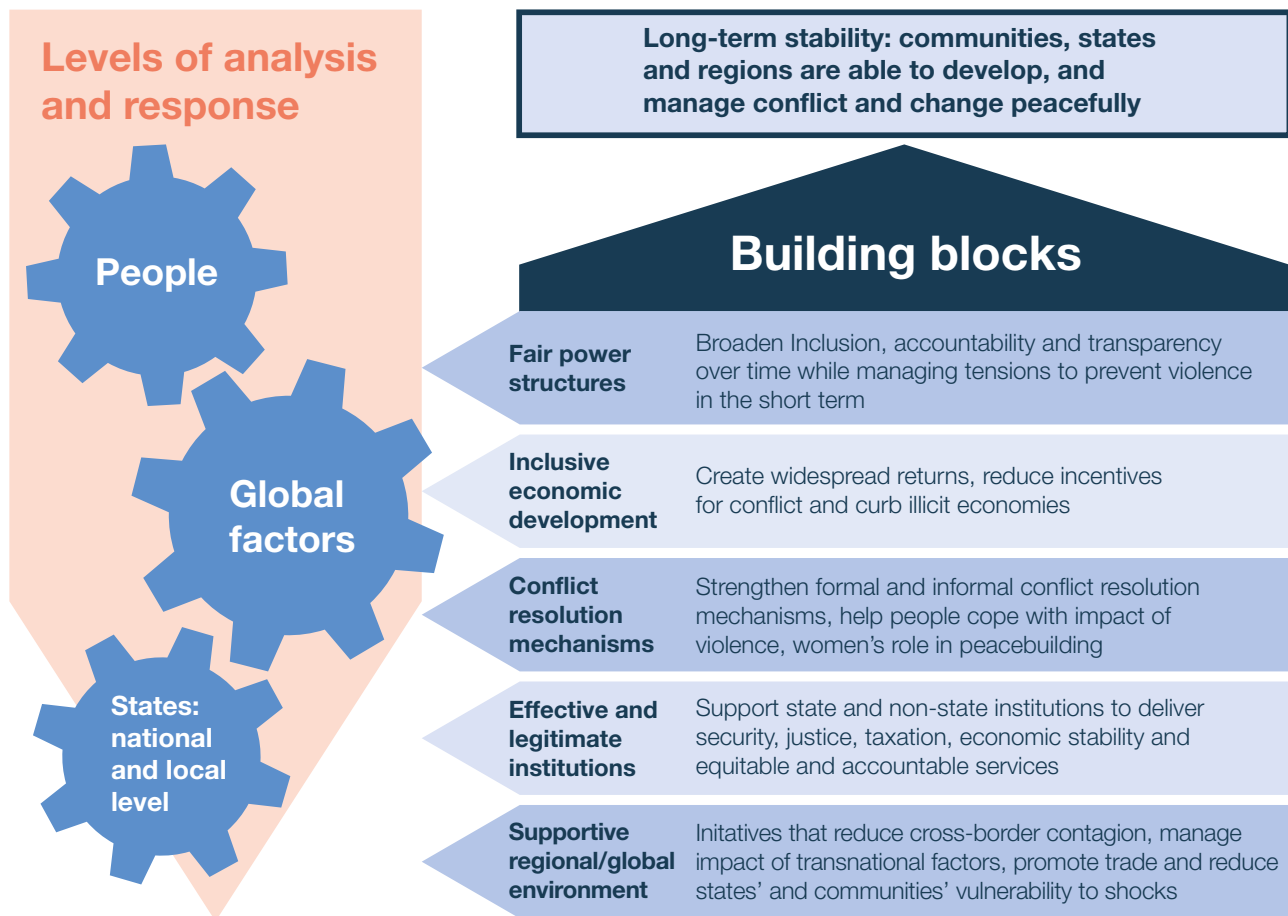 Levels of analysis
and response
People
Global
factors
States:
national
and local
level
Long-term stability: communities, states
and regions are able to develop, and
manage conflict and change peacefully
Building blocks
Fair power
structures
Broaden Inclusion, accountability and transparency
over time while managing tensions to prevent violence
in the short term
Inclusive
economic
development
Create widespread returns, reduce incentives
for conflict and curb illicit economies
Conflict
resolution
mechanisms
Strengthen formal and informal conflict resolution
mechanisms, help people cope with impact of
violence, women’s role in peacebuilding
Effective and
legitimate
institutions
Support state and non-state institutions to deliver
security, justice, taxation, economic stability and
equitable and accountable services
Supportive
regional/global
environment
Initatives that reduce cross-border contagion, manage
impact of transnational factors, promote trade and reduce
states’ and communities’ vulnerability to shocks